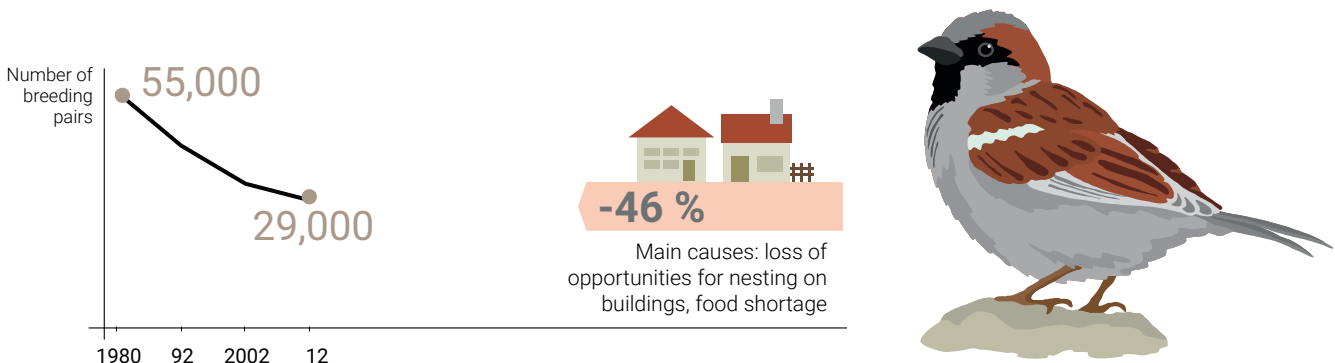 Number of
breeding
pairs
55,000
29,000
-46 %
Main causes: loss of
opportunities for nesting on
buildings, food shortage
1980 92 2002 12